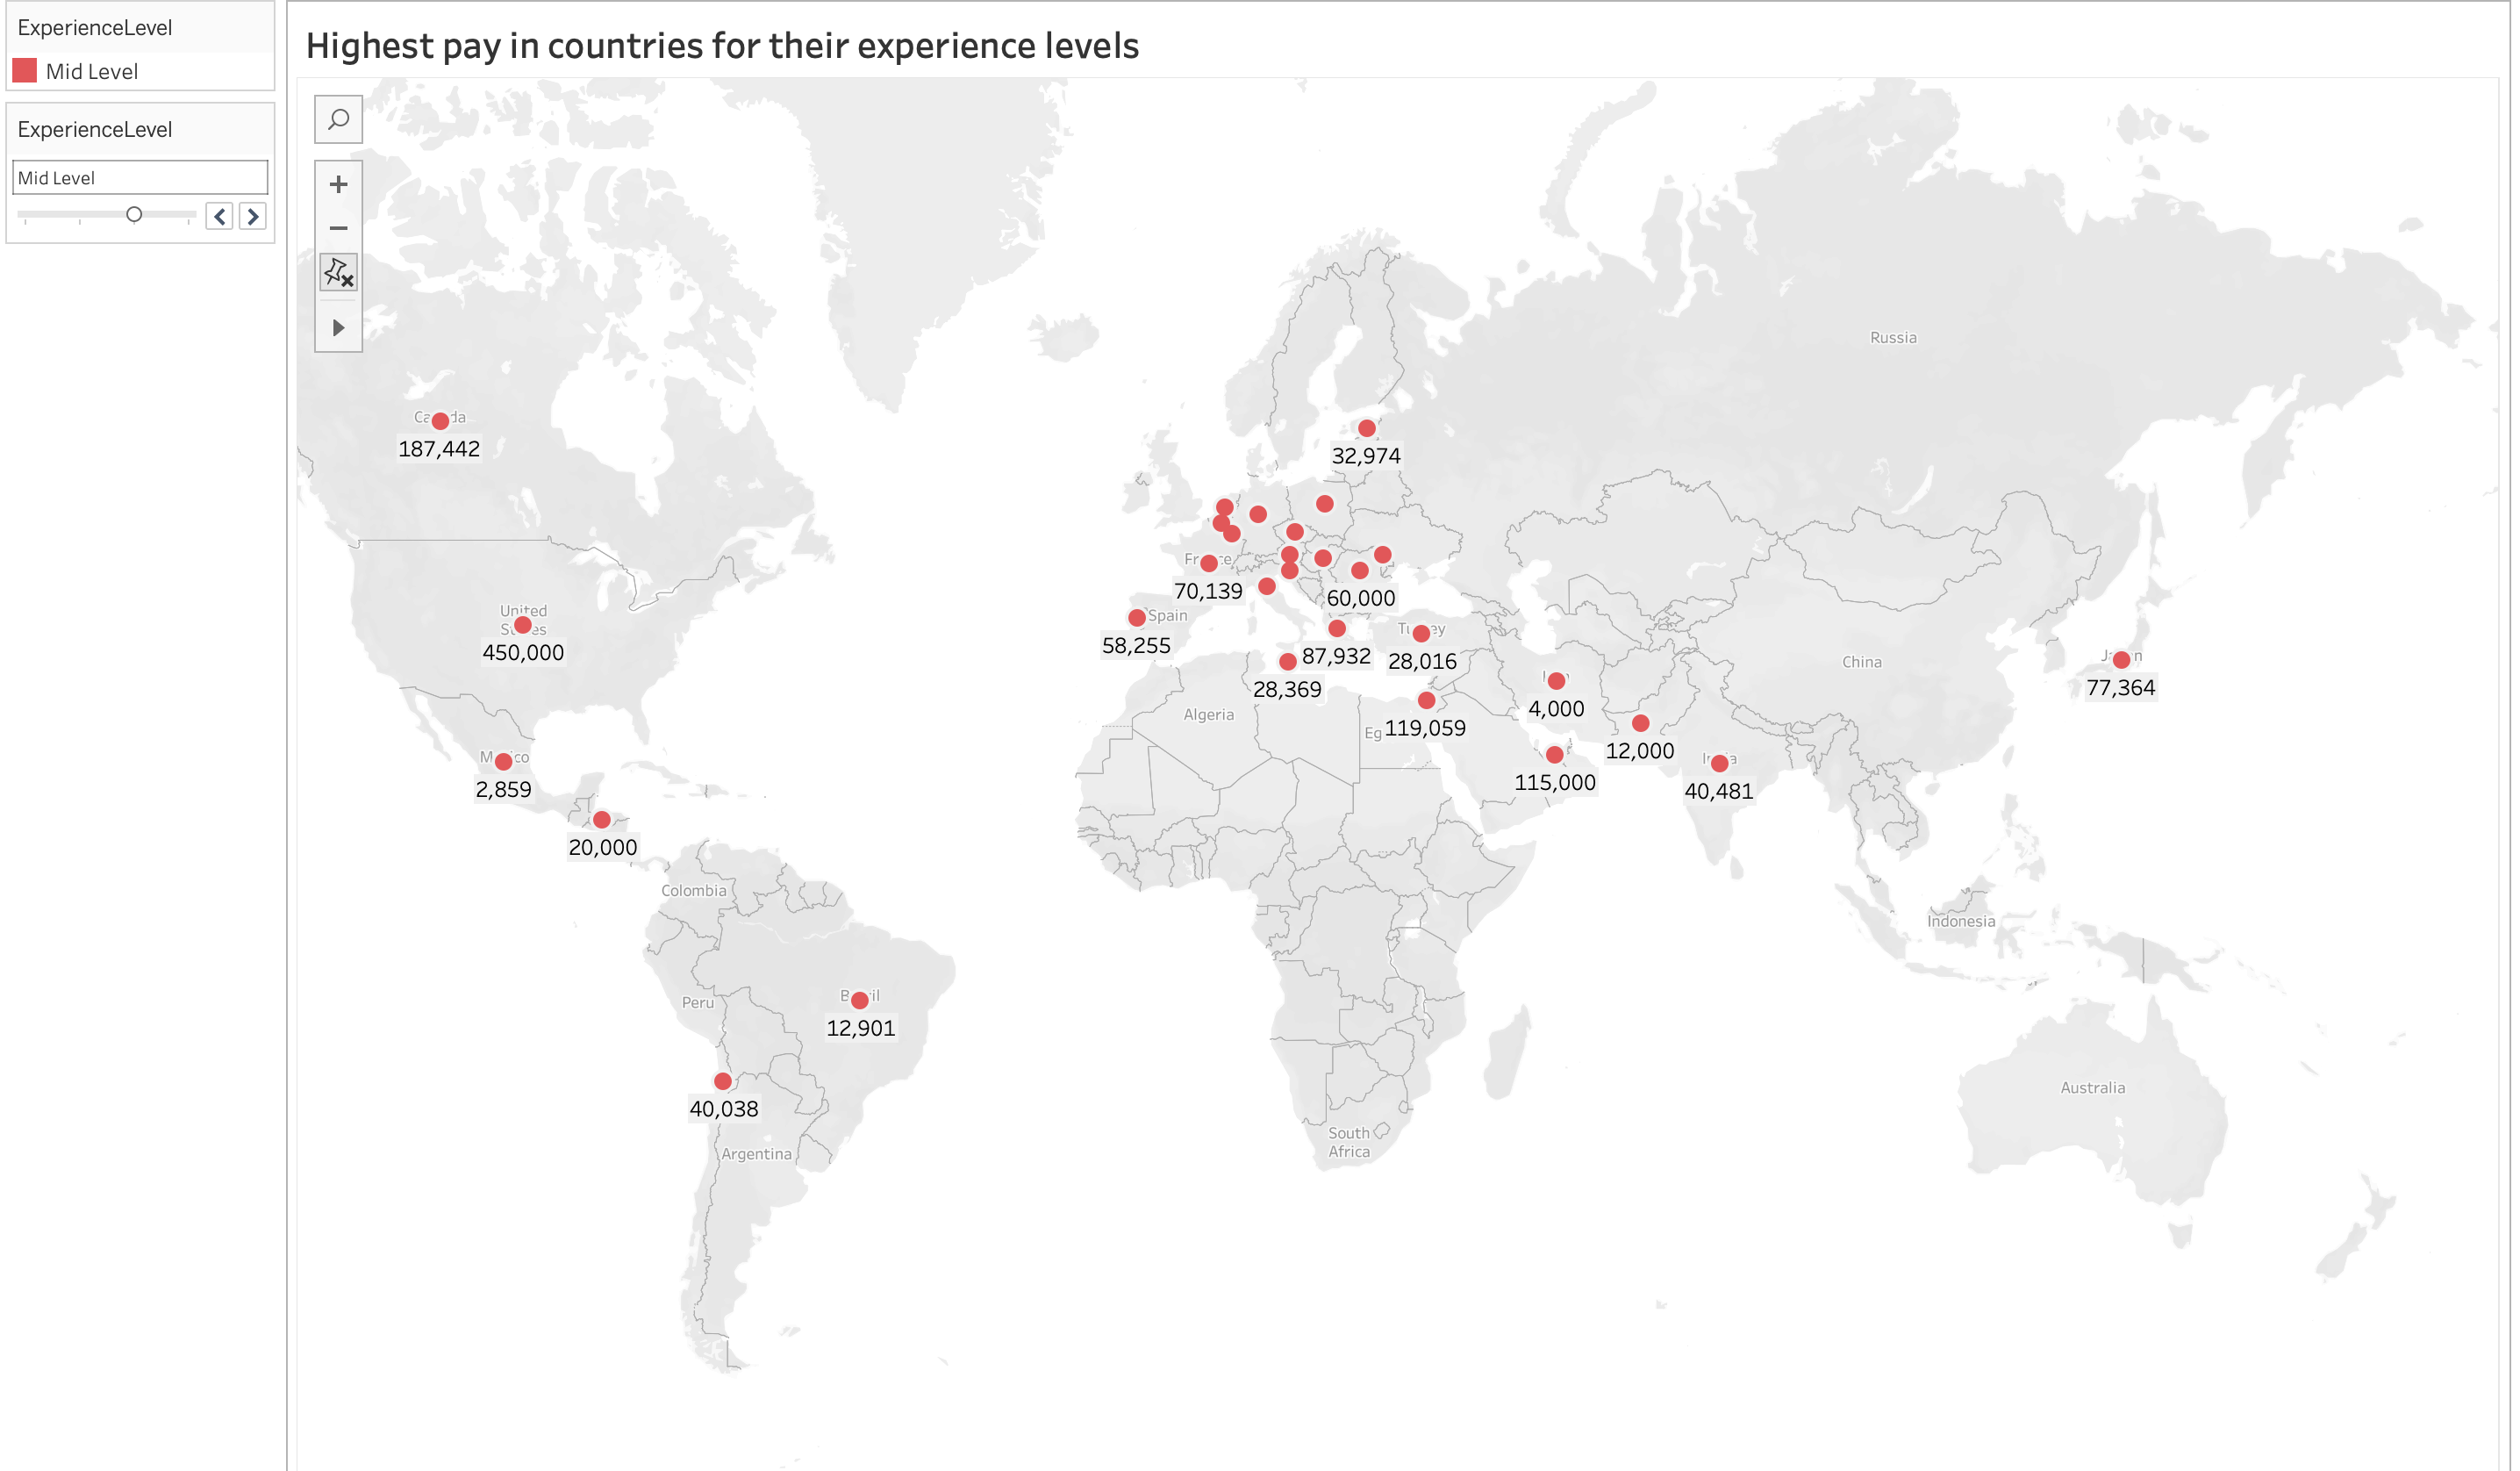 ExperienceLevel
Mid Level
ExperienceLevel
Mid Level
Highest pay in countries for their experience levels
Russia
187,442
32,974
70,139
60,000
United
450,000
Spain
58,255
87,932
28,016
28,369
China
77,364
4,000
Algeria
119,059
12,000
2,859
115,000
40,481
20,000
Colombia
Indonesia
Peru
12,901
Australia
40,038
South
Africa
Argentina